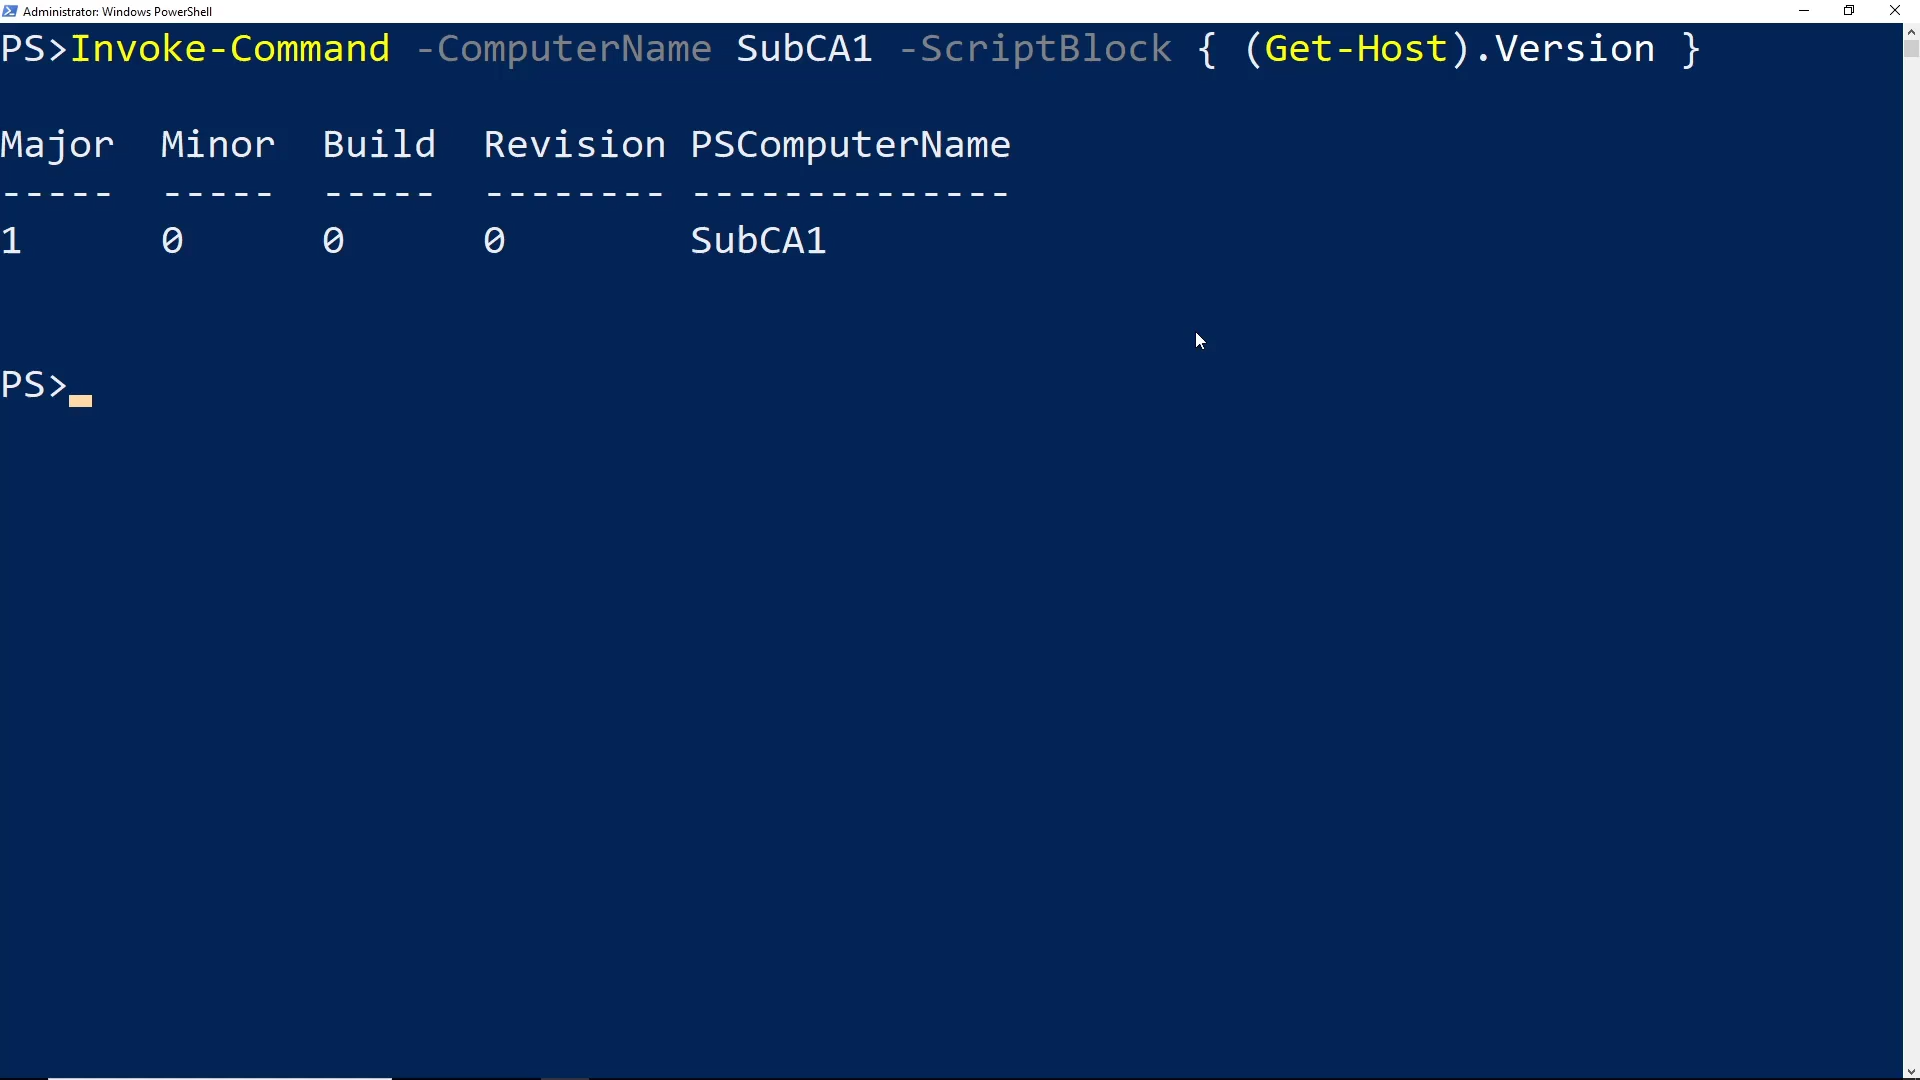 Administrator: Windows PowerShell
PS>Invoke-Command -ComputerName SubCA1 -ScriptBlock { (Get-Host).Version }
Major  Minor  Build  Revision PSComputerName
-----  -----  -----  -------- --------------
1      0      0      0        SubCA1
PS>